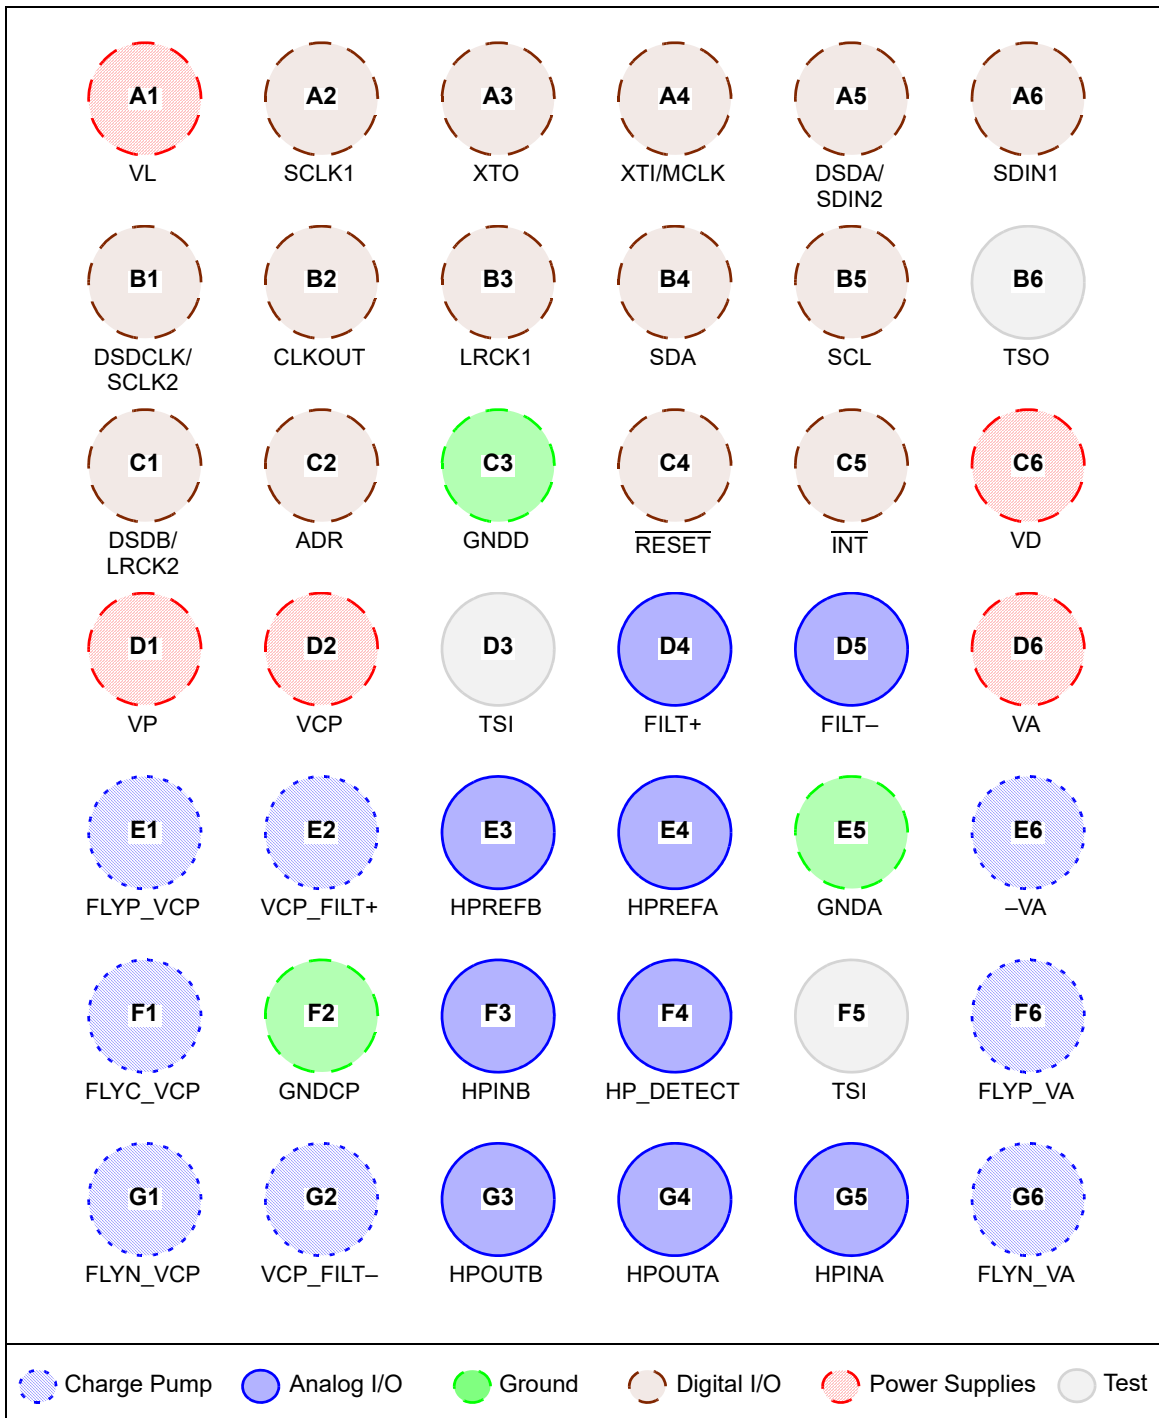 A1 A2 A3 A4 A5 A6
VL SCLK1 XTO XTI/MCLK DSDA/ SDIN1
SDIN2
B1 B2 B3 B4 B5 B6
DSDCLK/ CLKOUT LRCK1 SDA SCL TSO
SCLK2
C1 C2 C3 C4 C5 C6
DSDB/ ADR GNDD RESET INT VD
LRCK2
D1 D2 D3 D4 D5 D6
VP VCP TSI FILT+ FILT– VA
E1 E2 E3 E4 E5 E6
FLYP_VCP VCP_FILT+ HPREFB HPREFA GNDA –VA
F1 F2 F3 F4 F5 F6
FLYC_VCP GNDCP HPINB HP_DETECT TSI FLYP_VA
G1 G2 G3 G4 G5 G6
FLYN_VCP VCP_FILT– HPOUTB HPOUTA HPINA FLYN_VA
Charge Pump Analog I/O Ground Digital I/O Power Supplies Test